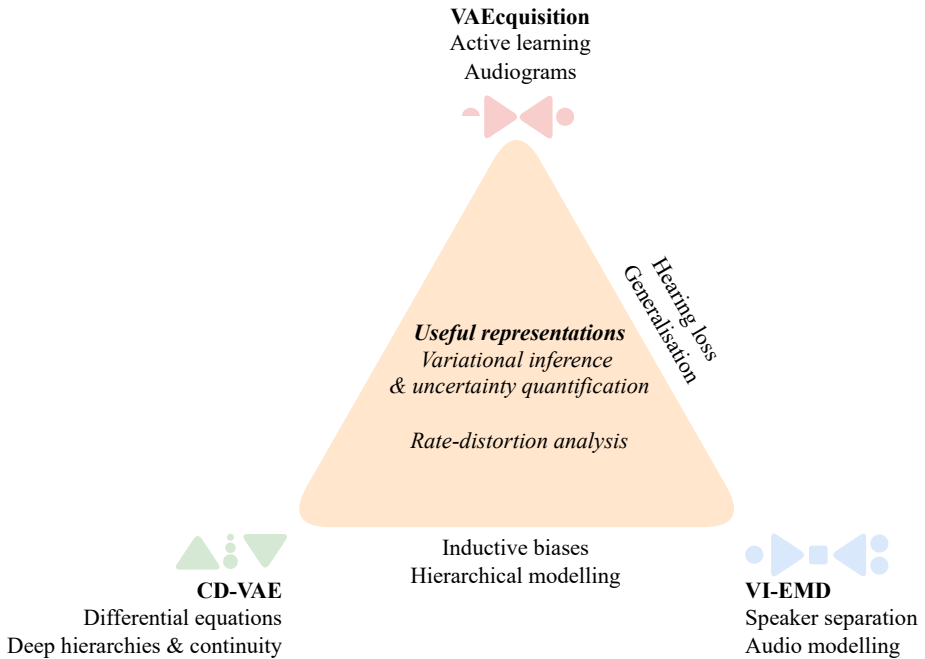 VAEcquisition
Active learning
Audiograms
Hearing loss
Generalisation
Useful representations
Variational inference
& uncertainty quantification
Rate-distortion analysis
Inductive biases
Hierarchical modelling
CD-VAE
Differential equations
Deep hierarchies & continuity
VI-EMD
Speaker separation
Audio modelling